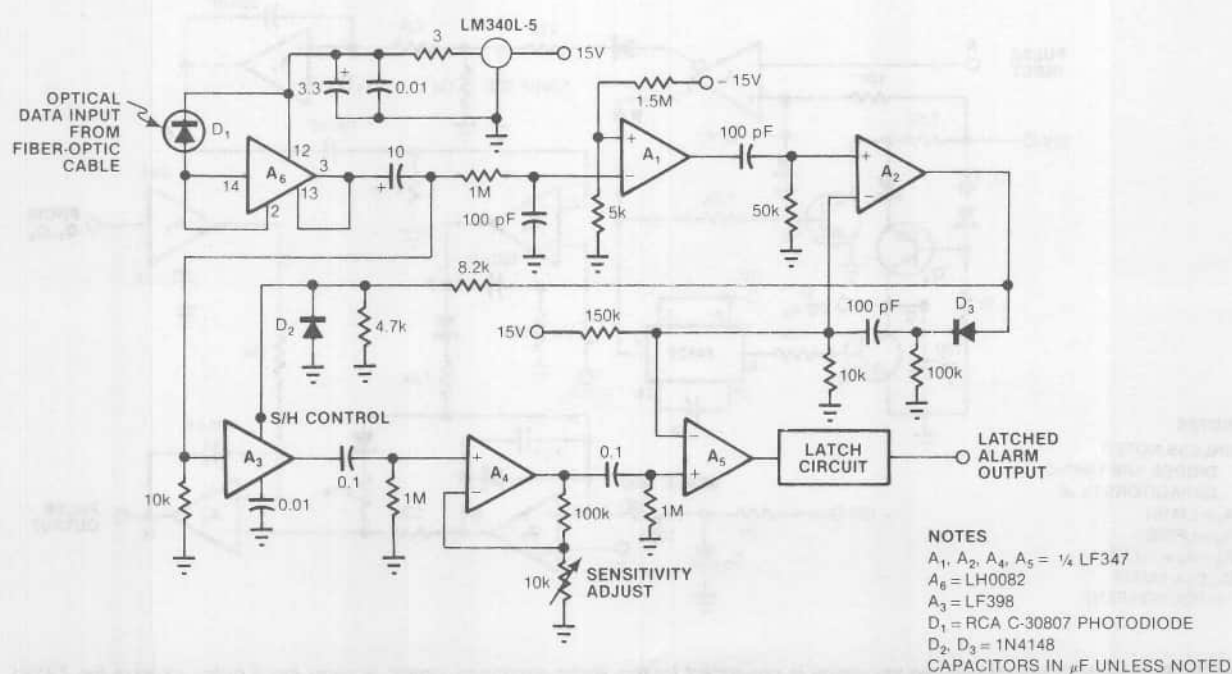 LM340L-5
3
15V
3.3
+
0.01
OPTICAL
DATA INPUT
FROM
FIBER-OPTIC
CABLE
D1
12
14
A6
3
13
2
10
+
1M
100 pF
1.5M
- 15V
+
A1
-
5k
100 pF
50k
+
A2
-
8.2k
D2
4.7k
15V
150k
100 pF
D3
10k
100k
S/H CONTROL
A3
10k
0.01
0.1
1M
+
A4
-
100k
10k
SENSITIVITY
ADJUST
0.1
1M
-
A5
+
LATCH
CIRCUIT
LATCHED
ALARM
OUTPUT
NOTES
A1, A2, A4, A5 = ¼ LF347
A6 = LH0082
A3 = LF398
D1 = RCA C-30807 PHOTODIODE
D2, D3 = 1N4148
CAPACITORS IN µF UNLESS NOTED